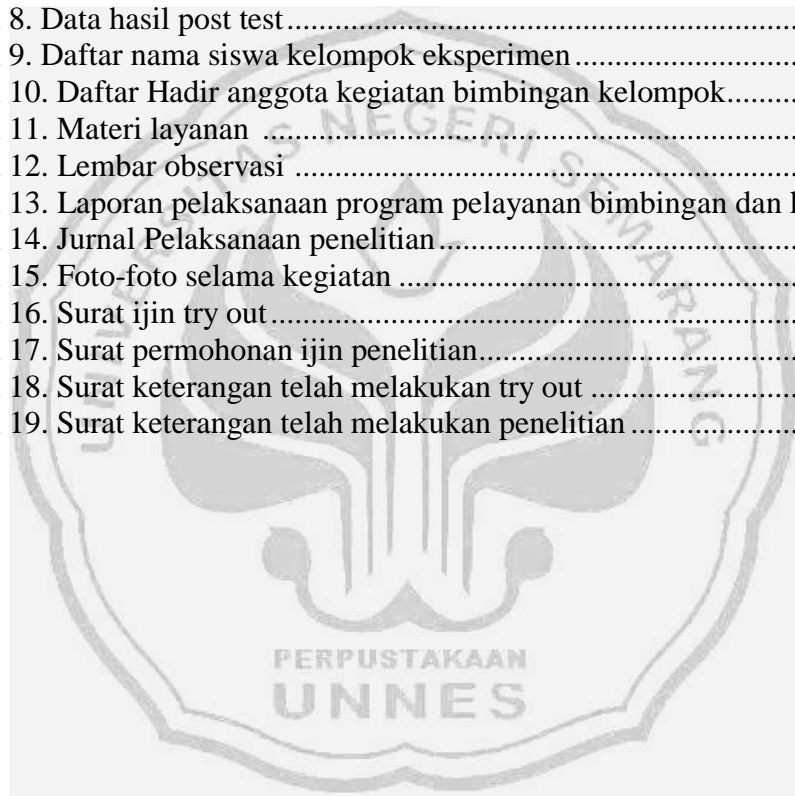 8. Data hasil post test
9. Daftar nama siswa kelompok eksperimen
10. Daftar Hadir anggota kegiatan bimbingan kelompok
11. Materi layanan
12. Lembar observasi
13. Laporan pelaksanaan program pelayanan bimbingan dan
14. Jurnal Pelaksanaan penelitian
15. Foto-foto selama kegiatan
16. Surat ijin try out
17. Surat permohonan ijin penelitian
18. Surat keterangan telah melakukan try out
19. Surat keterangan telah melakukan penelitian
UNIVERSITAS NEGERI SEMARANG
PERPUSTAKAAN
UNNES